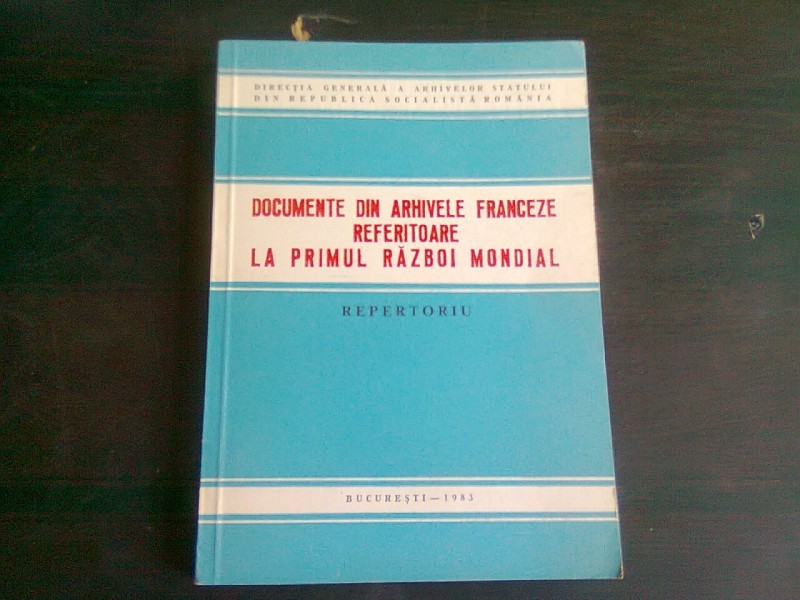 DIRECȚIA GENERALĂ A ARHIVELOR STATULUI
DIN REPUBLICA SOCIALISTĂ ROMÂNIA
DOCUMENTE DIN ARHIVELE FRANCEZE
REFERITOARE
LA PRIMUL RĂZBOI MONDIAL
REPERTORIU
BUCUREȘTI — 1983